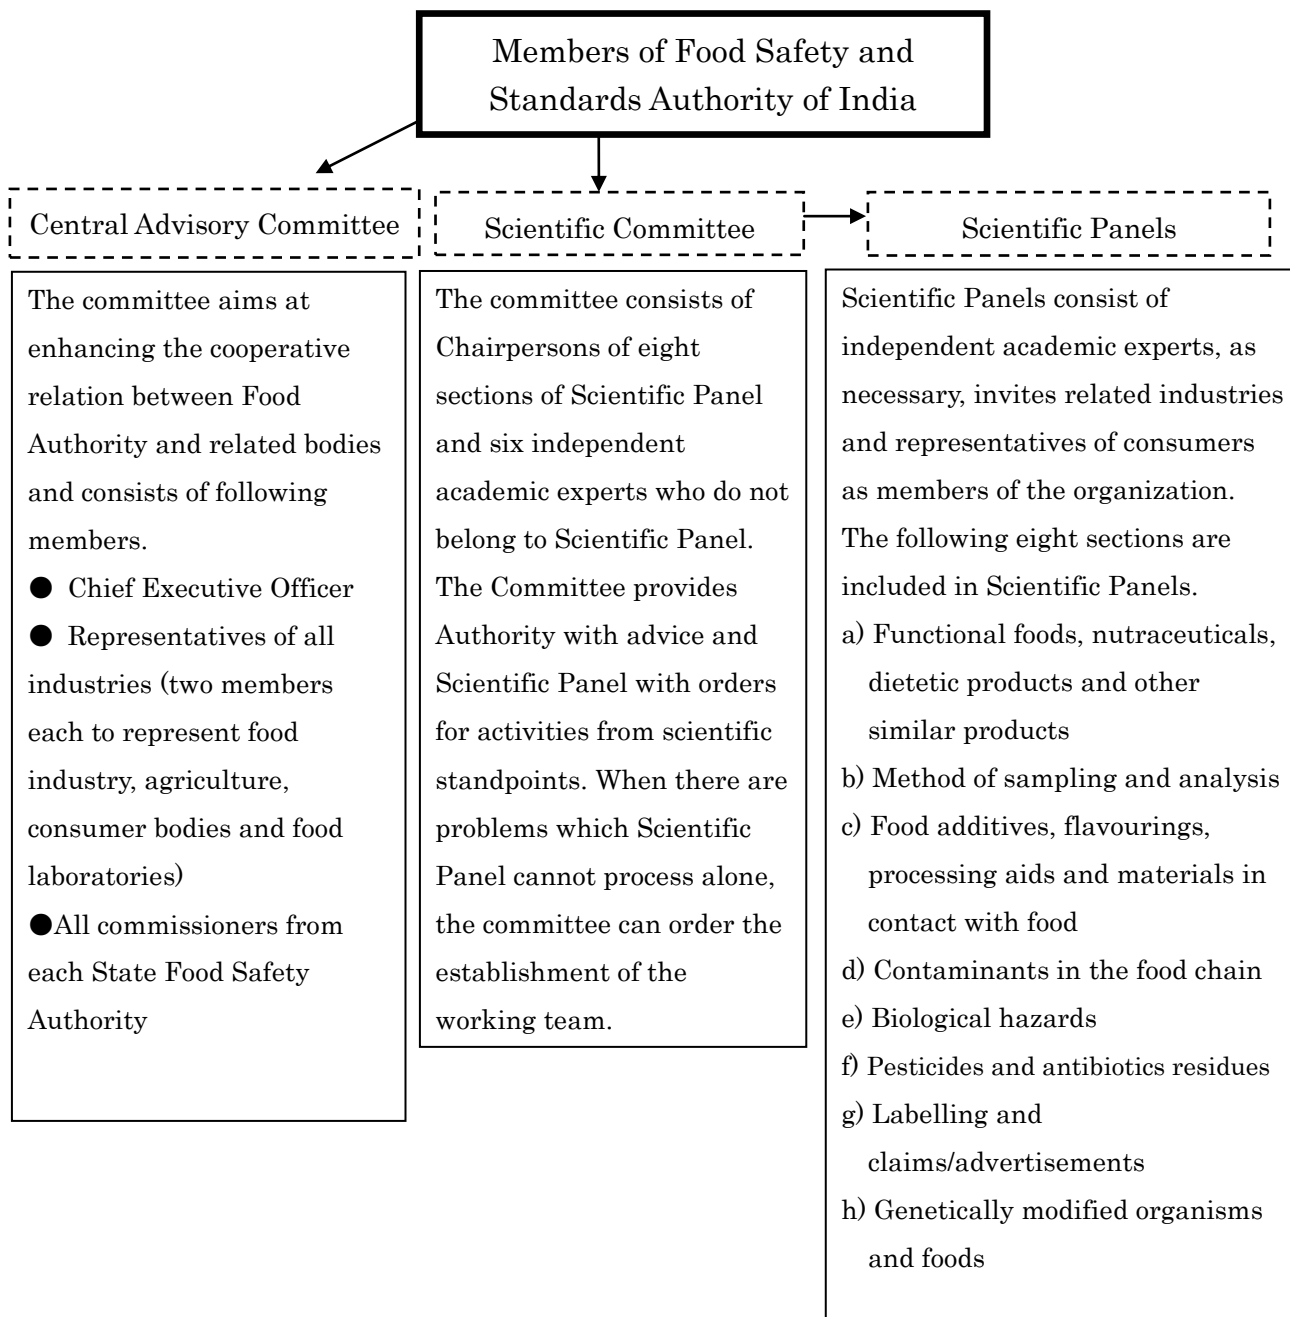 Members of Food Safety and
Standards Authority of India
Central Advisory Committee
The committee aims at
enhancing the cooperative
relation between Food
Authority and related bodies
and consists of following
members.
● Chief Executive Officer
● Representatives of all
industries (two members
each to represent food
industry, agriculture,
consumer bodies and food
laboratories)
●All commissioners from
each State Food Safety
Authority
Scientific Committee
The committee consists of
Chairpersons of eight
sections of Scientific Panel
and six independent
academic experts who do not
belong to Scientific Panel.
The Committee provides
Authority with advice and
Scientific Panel with orders
for activities from scientific
standpoints. When there are
problems which Scientific
Panel cannot process alone,
the committee can order the
establishment of the
working team.
Scientific Panels
Scientific Panels consist of
independent academic experts, as
necessary, invites related industries
and representatives of consumers
as members of the organization.
The following eight sections are
included in Scientific Panels.
a) Functional foods, nutraceuticals,
dietetic products and other
similar products
b) Method of sampling and analysis
c) Food additives, flavourings,
processing aids and materials in
contact with food
d) Contaminants in the food chain
e) Biological hazards
f) Pesticides and antibiotics residues
g) Labelling and
claims/advertisements
h) Genetically modified organisms
and foods